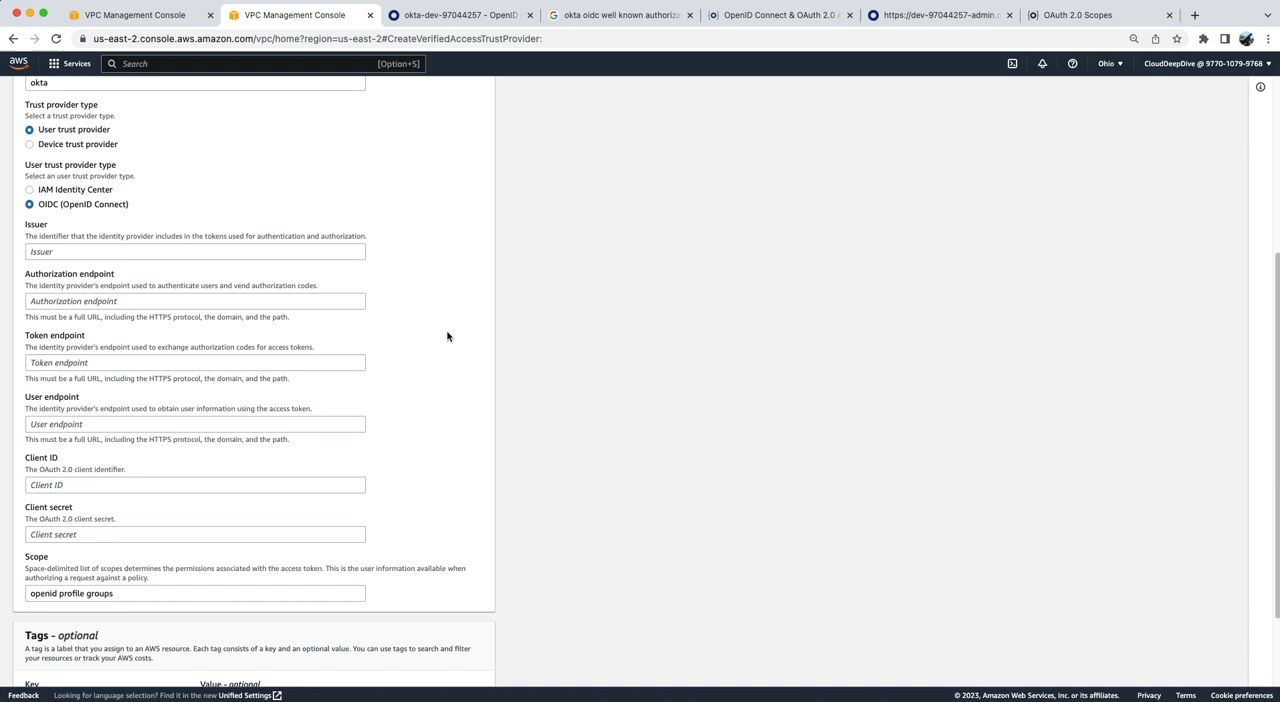 VPC Management Console
VPC Management Console
okta-dev-97044257 - OpenID
okta oidc well known authoriza
OpenID Connect & OAuth 2.0 A
https://dev-97044257-admin.c
OAuth 2.0 Scopes
us-east-2.console.aws.amazon.com/vpc/home?region=us-east-2#CreateVerifiedAccessTrustProvider:
aws
Services
Search
[Option+S]
Ohio
CloudDeepDive @ 9770-1079-9768
okta
Trust provider type
Select a trust provider type.
User trust provider
Device trust provider
User trust provider type
Select an user trust provider type.
IAM Identity Center
OIDC (OpenID Connect)
Issuer
The identifier that the identity provider includes in the tokens used for authentication and authorization.
Issuer
Authorization endpoint
The identity provider's endpoint used to authenticate users and vend authorization codes.
Authorization endpoint
This must be a full URL, including the HTTPS protocol, the domain, and the path.
Token endpoint
The identity provider's endpoint used to exchange authorization codes for access tokens.
Token endpoint
This must be a full URL, including the HTTPS protocol, the domain, and the path.
User endpoint
The identity provider's endpoint used to obtain user information using the access token.
User endpoint
This must be a full URL, including the HTTPS protocol, the domain, and the path.
Client ID
The OAuth 2.0 client identifier.
Client ID
Client secret
The OAuth 2.0 client secret.
Client secret
Scope
Space-delimited list of scopes determines the permissions associated with the access token. This is the user information available when
authorizing a request against a policy.
openid profile groups
Tags - optional
A tag is a label that you assign to an AWS resource. Each tag consists of a key and an optional value. You can use tags to search and filter
your resources or track your AWS costs.
Key
Value - optional
Feedback
Looking for language selection? Find it in the new Unified Settings
© 2023, Amazon Web Services, Inc. or its affiliates.
Privacy
Terms
Cookie preferences